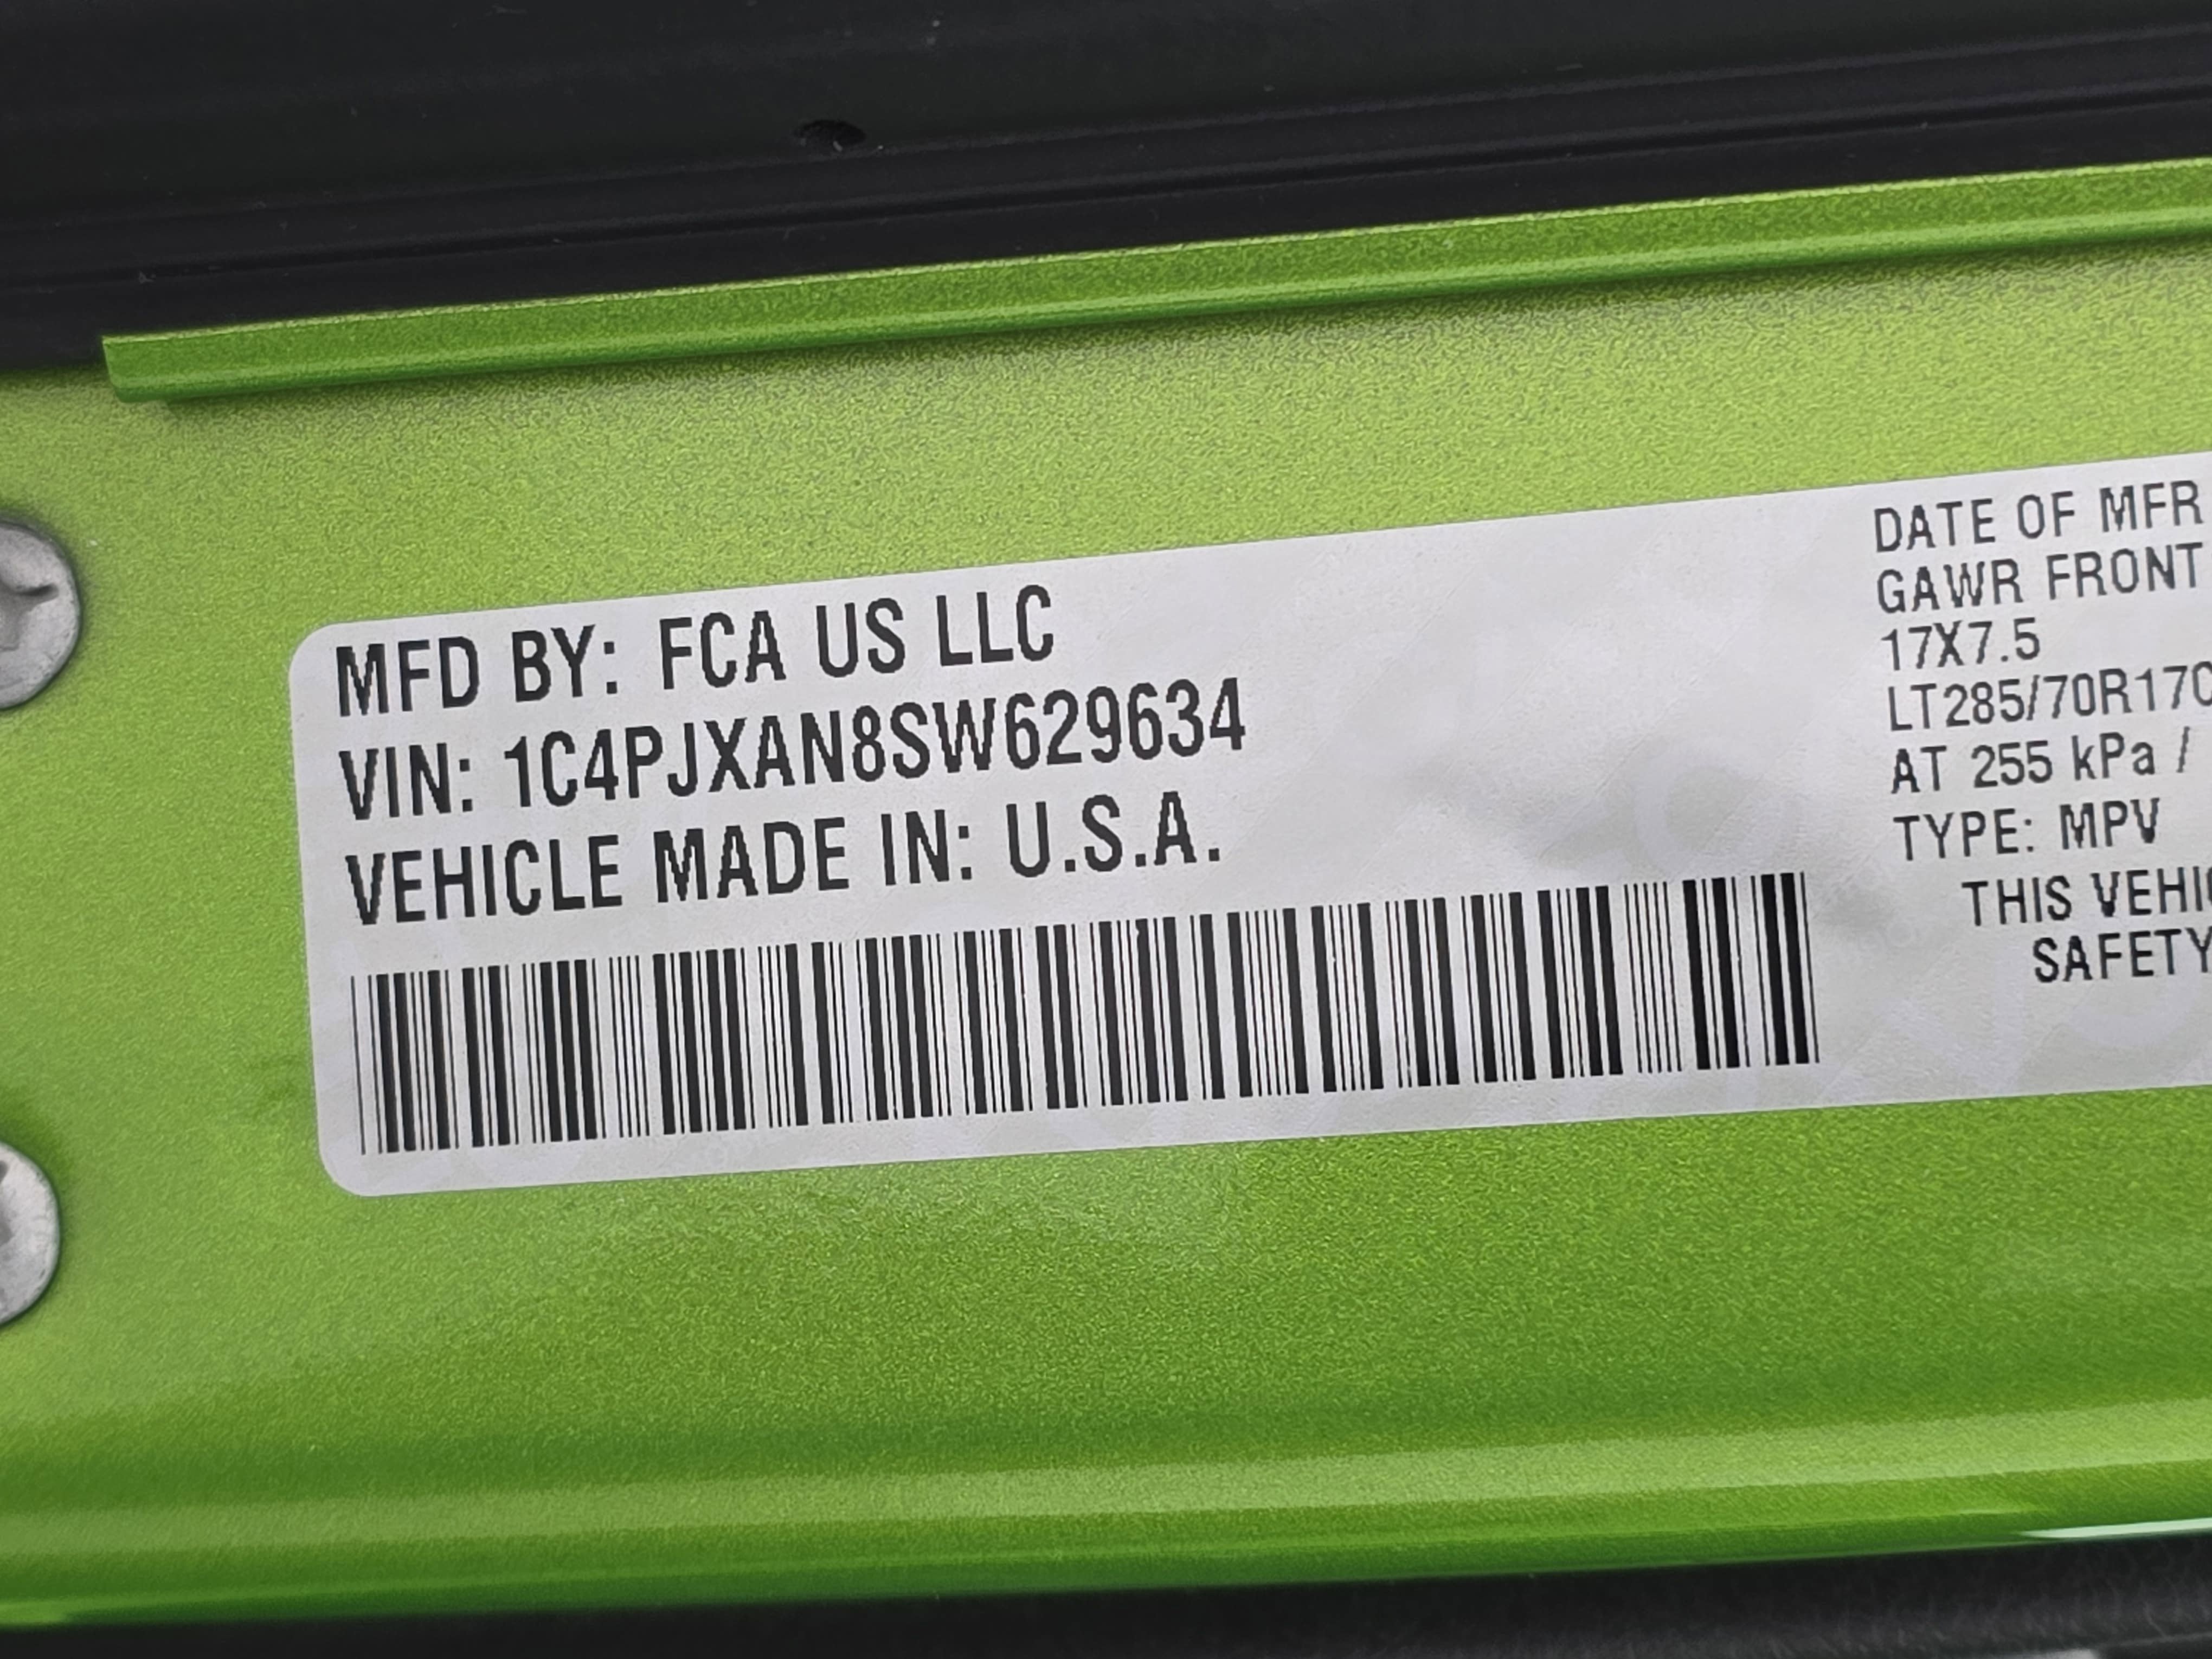 MFD BY: FCA US LLC
VIN: 1C4PJXAN8SW629634
VEHICLE MADE IN: U.S.A.
DATE OF MFR
GAWR FRONT
17X7.5
LT285/70R17C
AT 255 kPa /
TYPE: MPV
THIS VEHIC
SAFETY